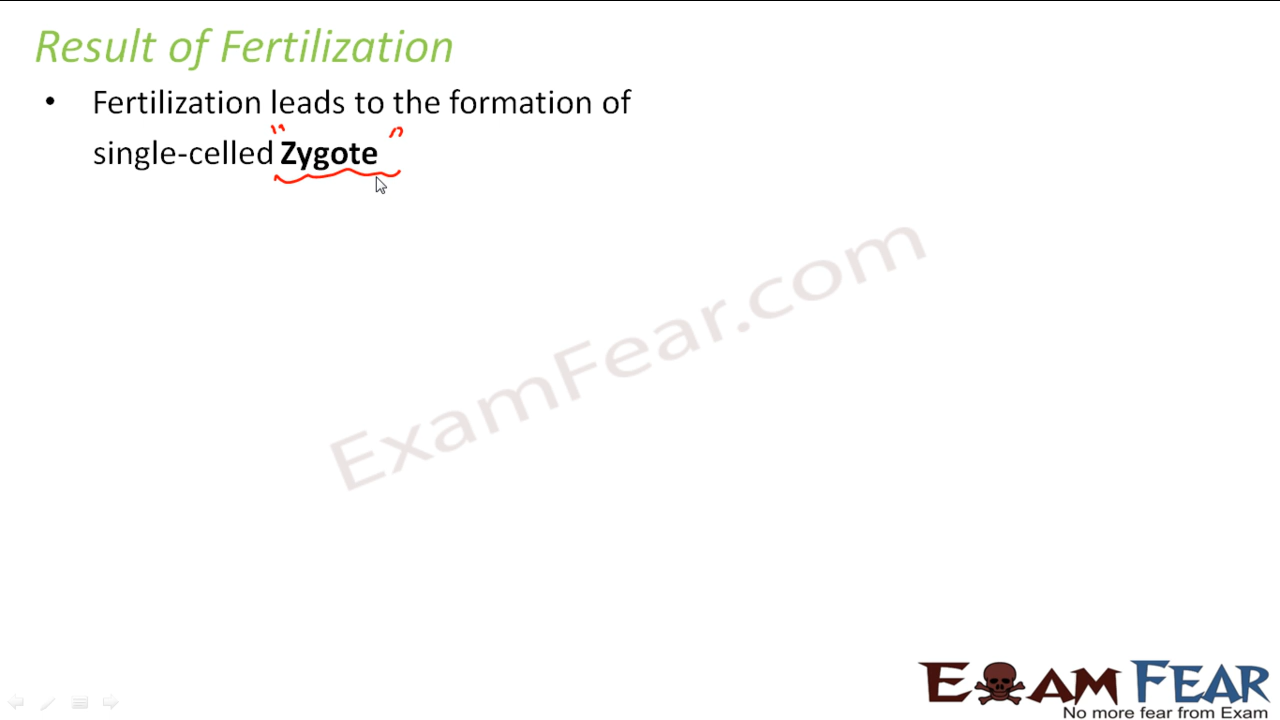 Result of Fertilization
• Fertilization leads to the formation of
single-celled "Zygote"
ExamFear.com
EXAM FEAR
No more fear from Exam